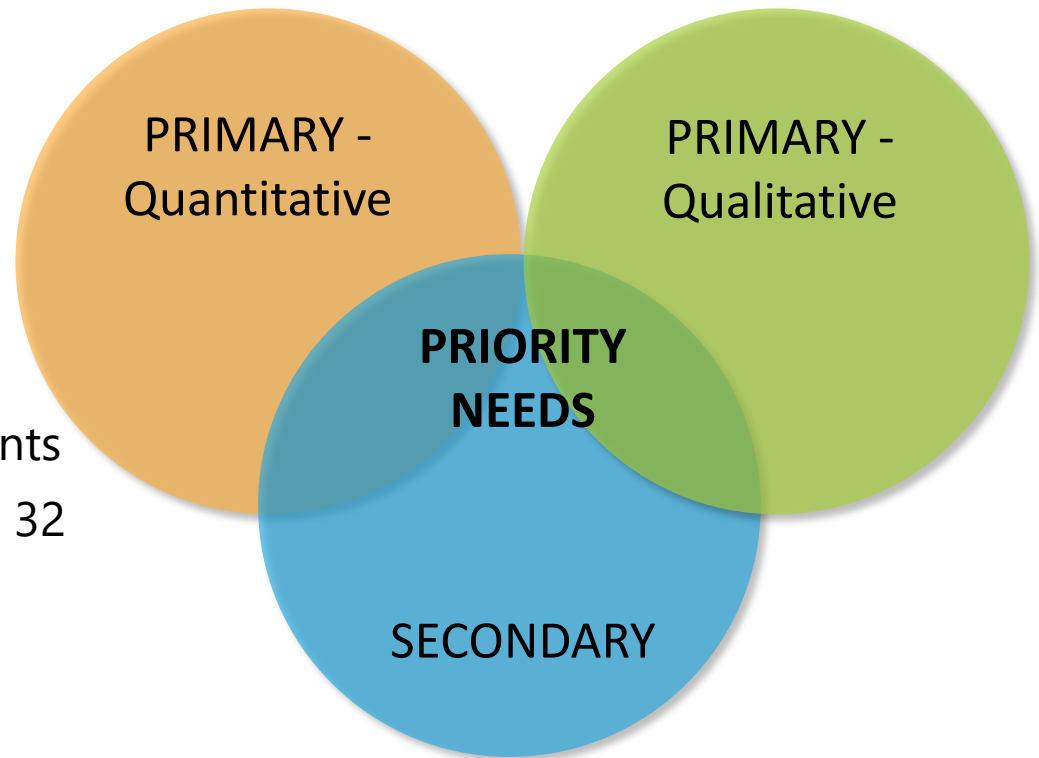 PRIMARY -
Quantitative
PRIMARY -
Qualitative
PRIORITY
NEEDS
nts
32
SECONDARY